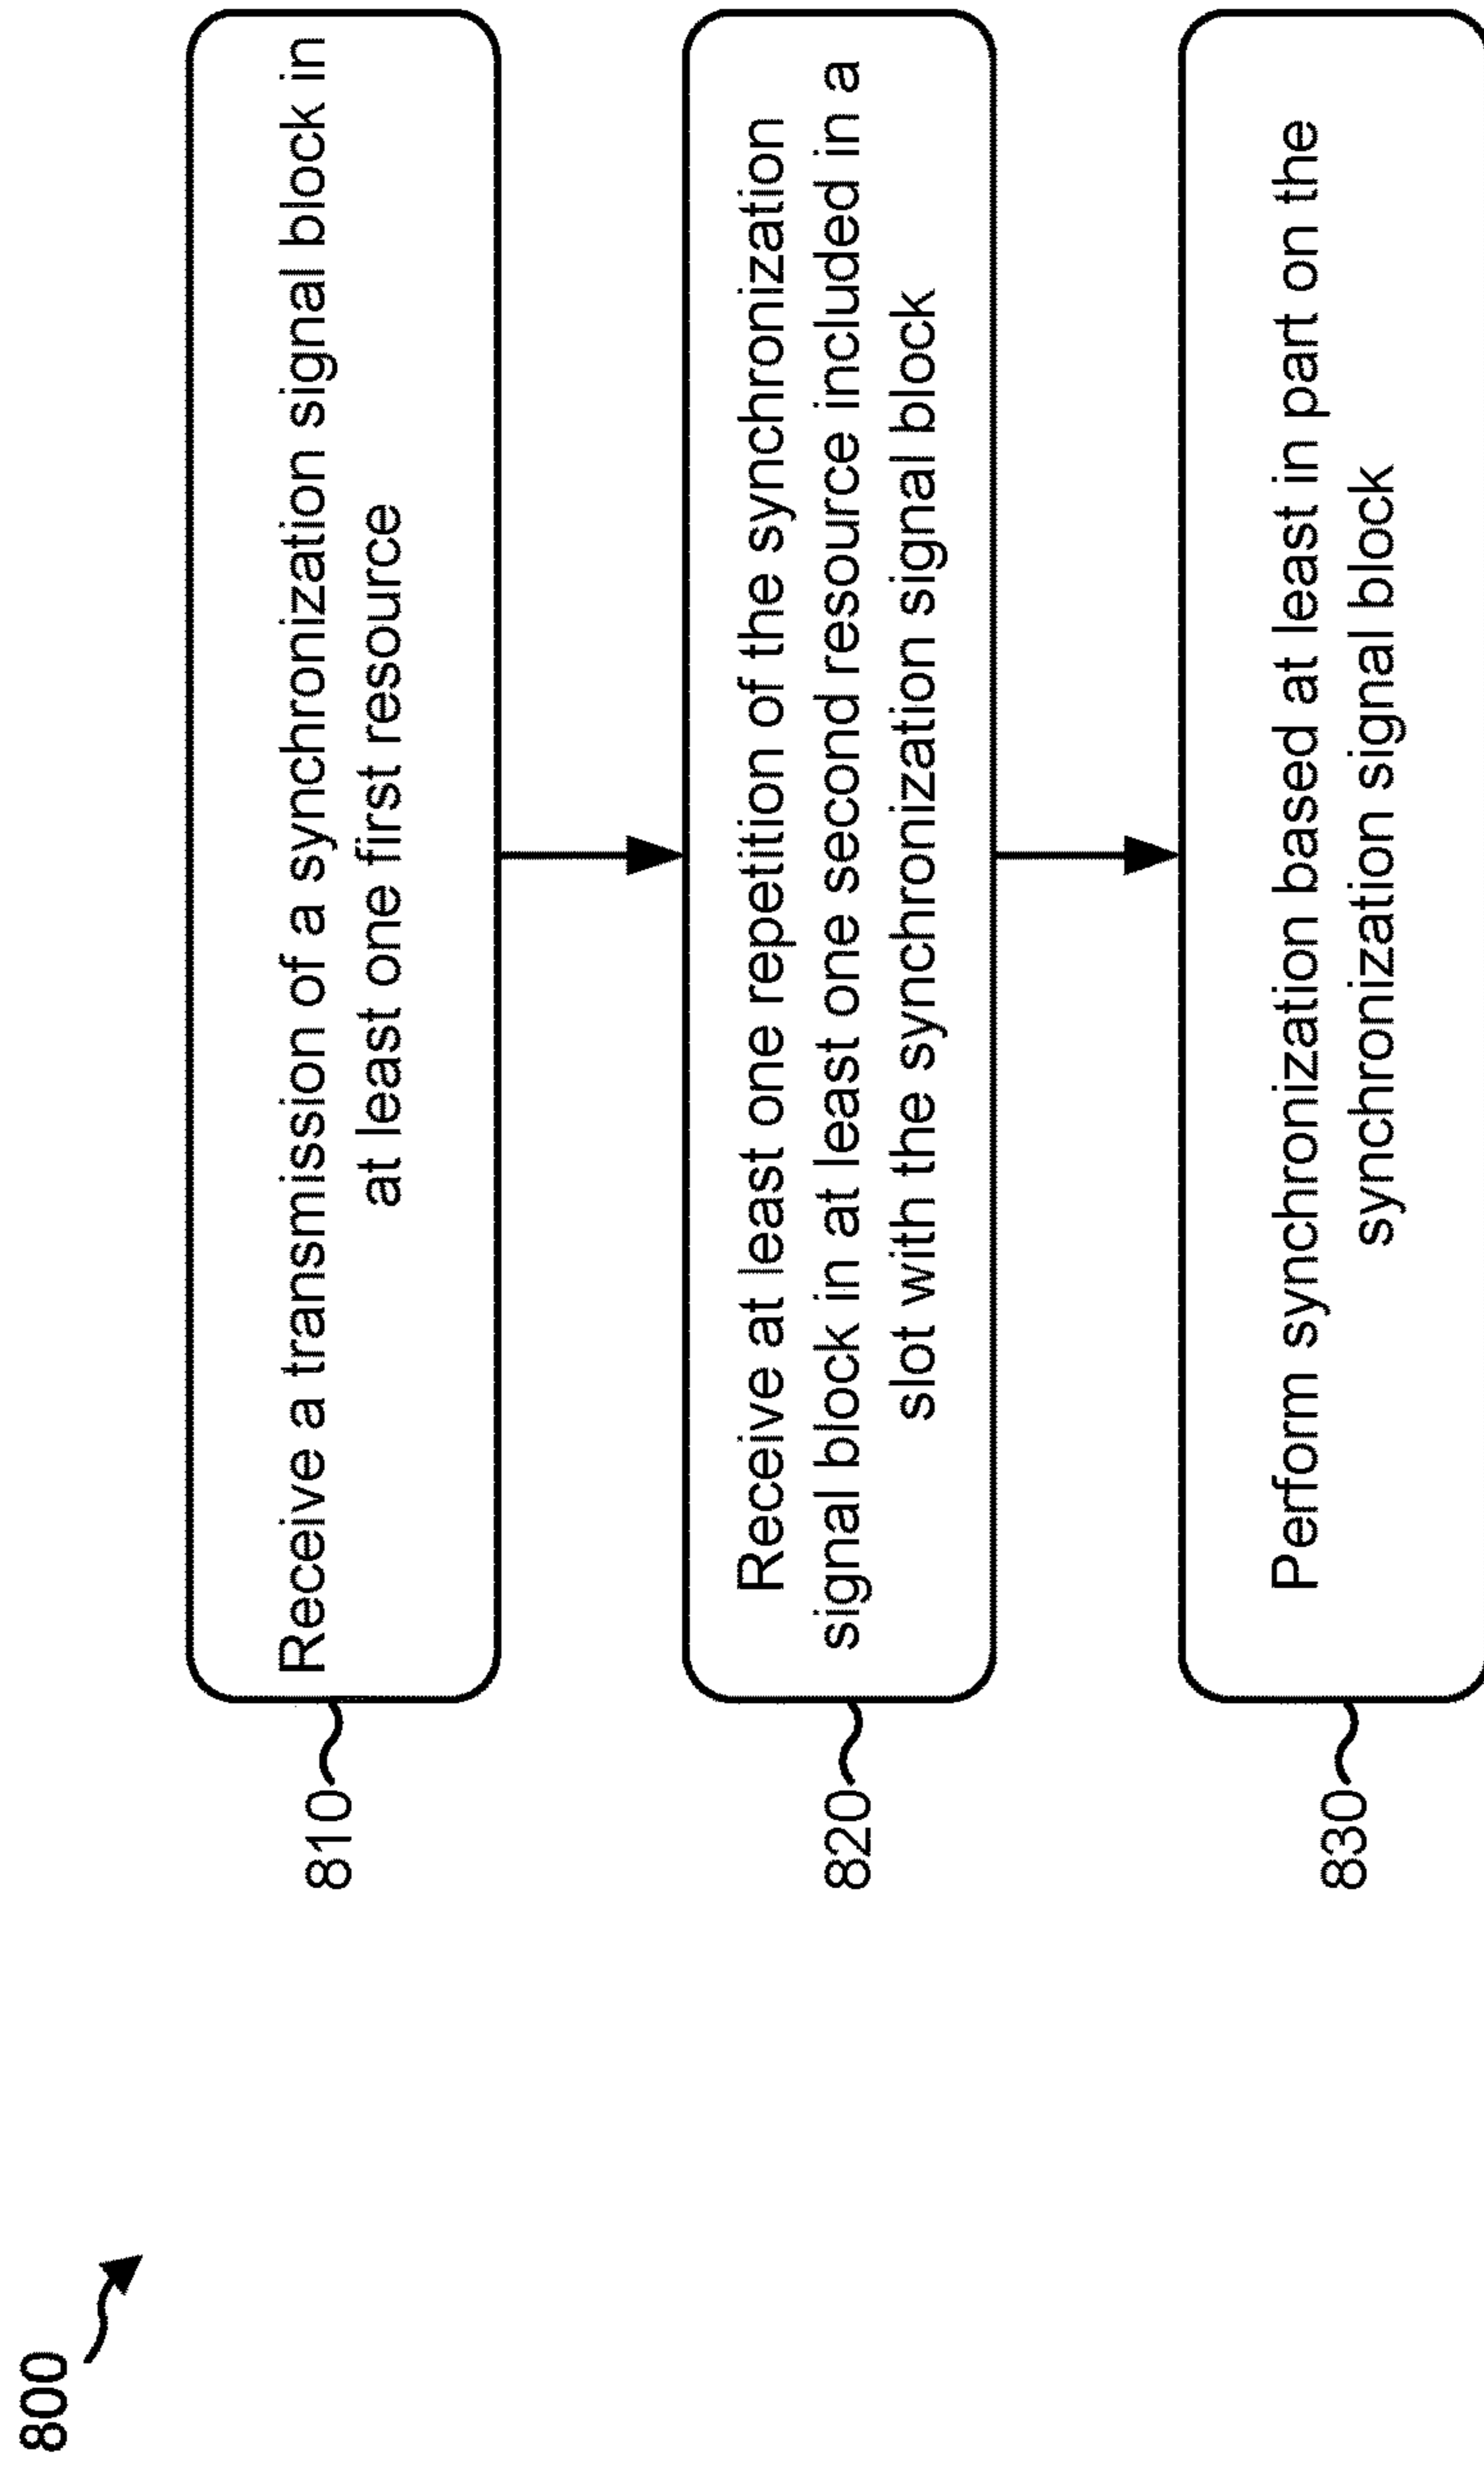 800
810
Receive a transmission of a synchronization signal block in
at least one first resource
820
Receive at least one repetition of the synchronization
signal block in at least one second resource included in a
slot with the synchronization signal block
830
Perform synchronization based at least in part on the
synchronization signal block